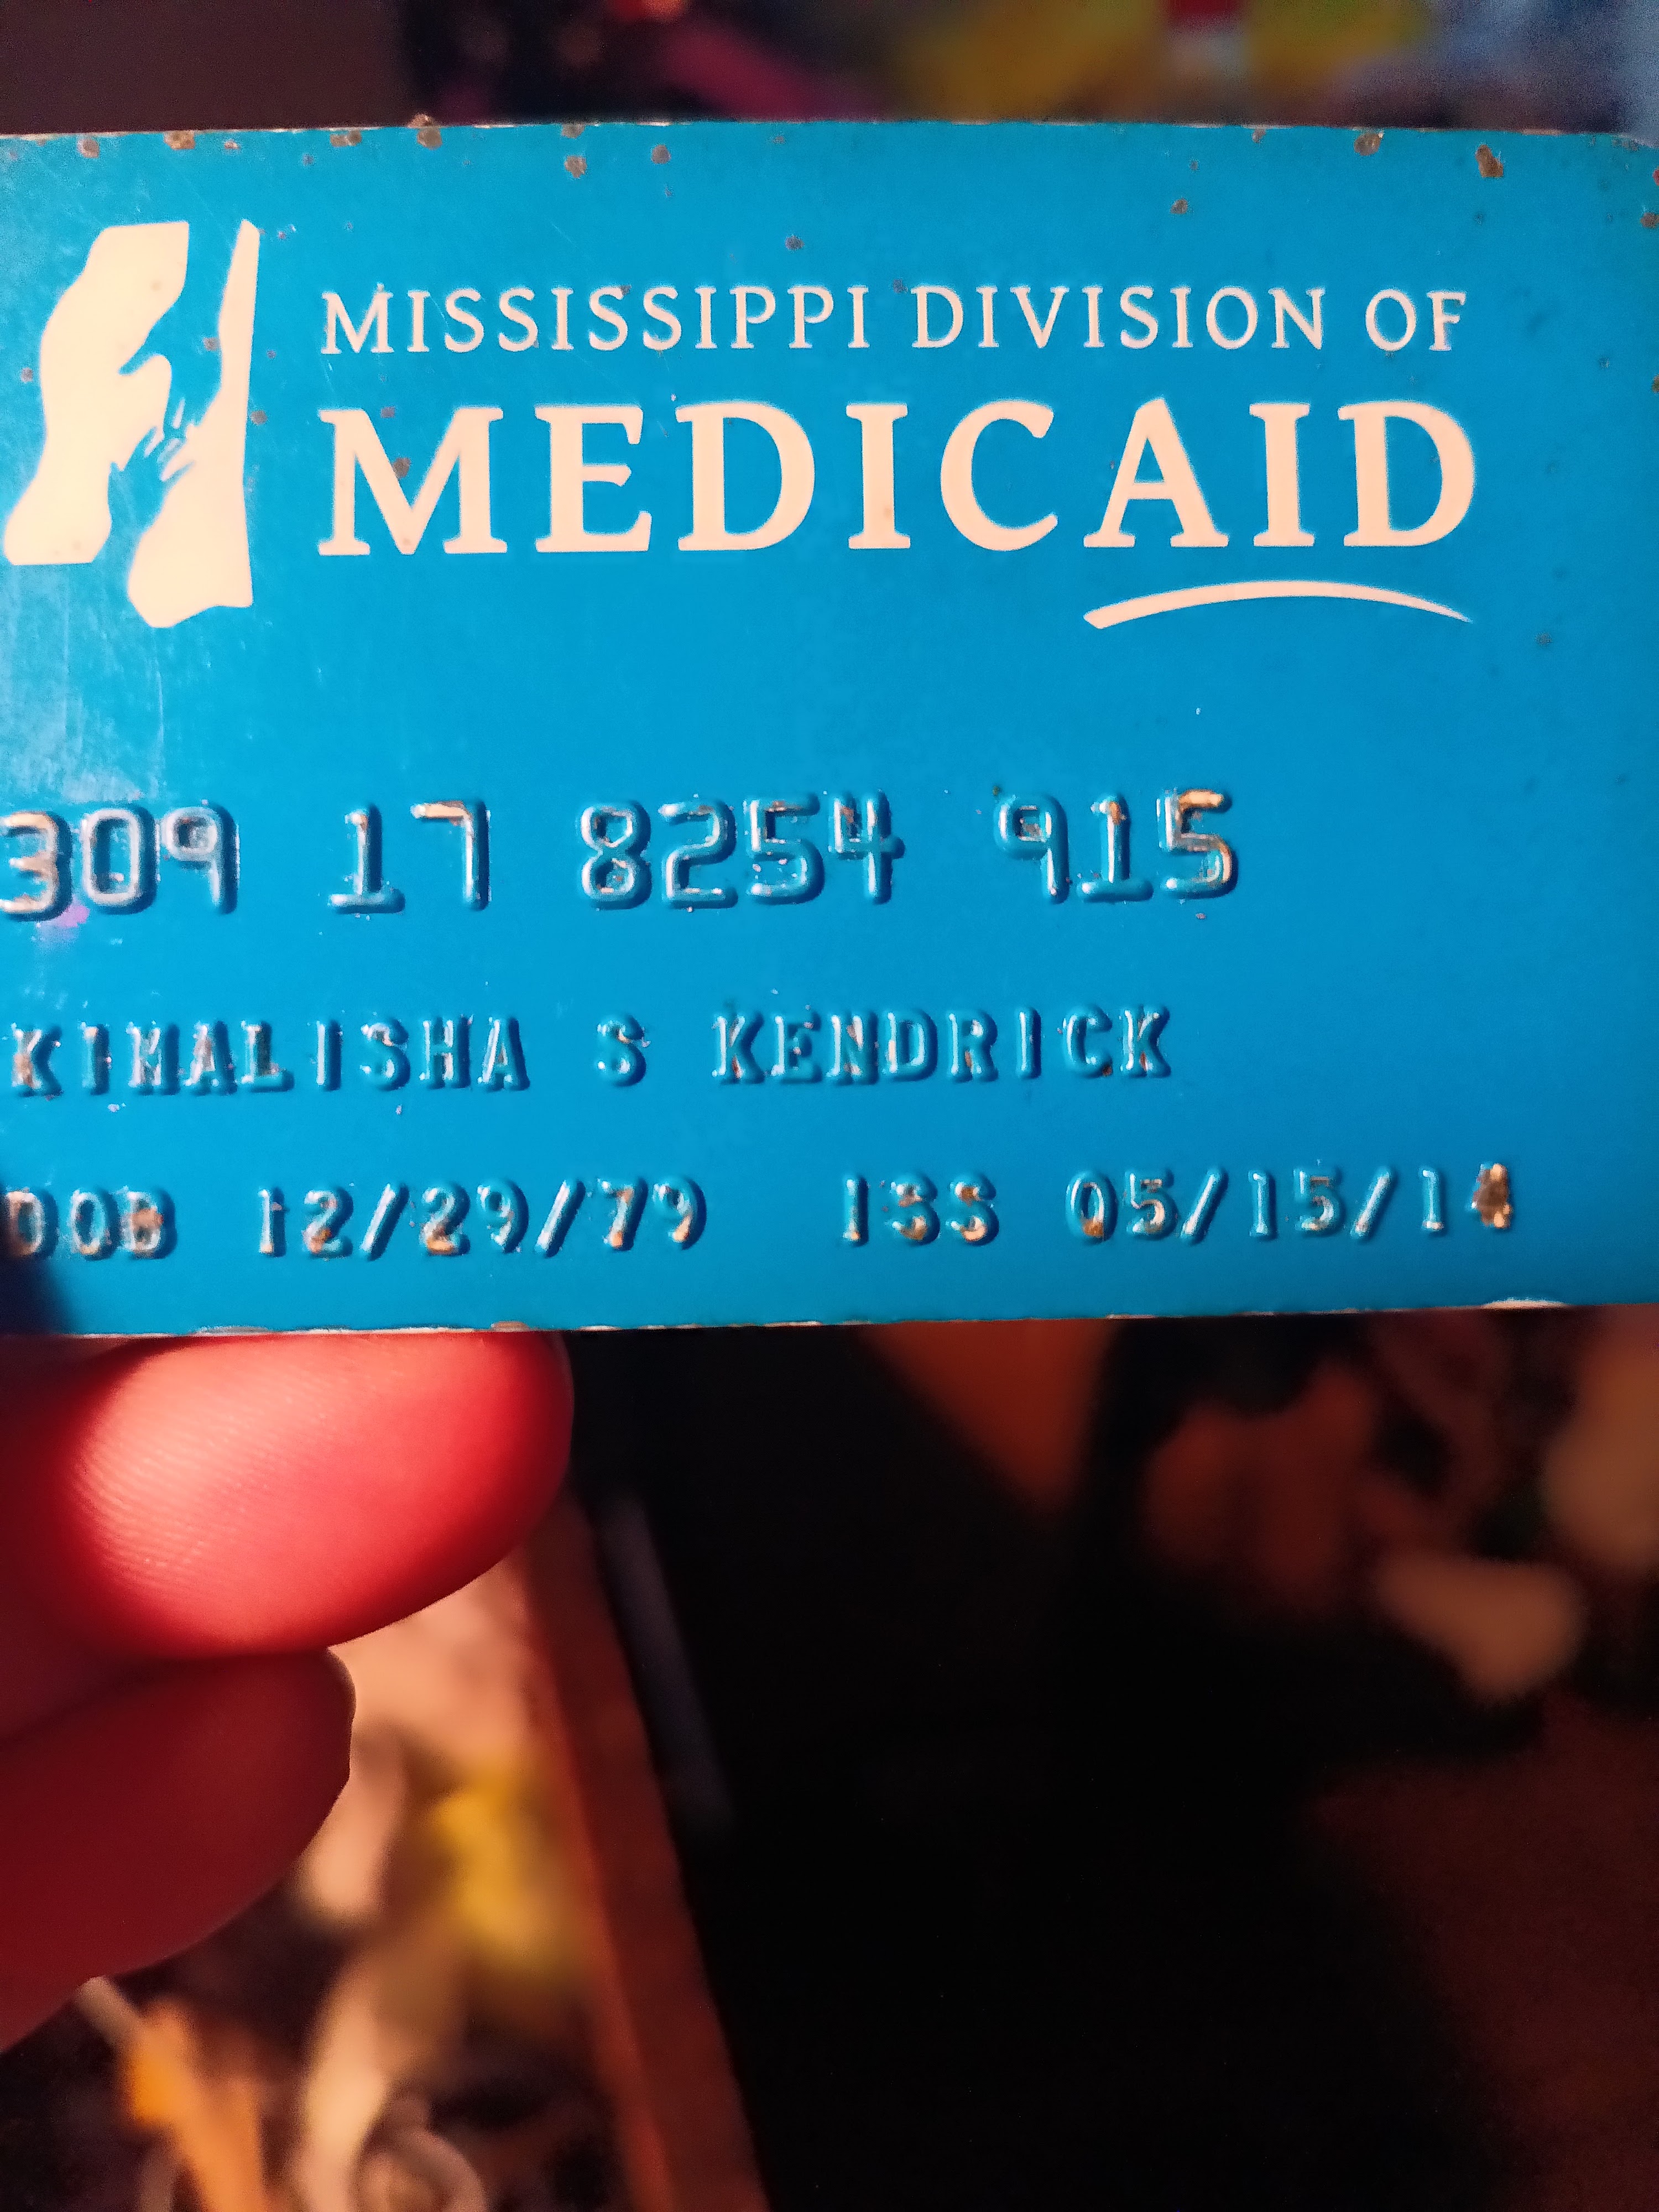 MISSISSIPPI DIVISION OF
MEDICAID
309 17 8254 915
KIMALISHA S KENDRICK
DOB 12/29/79 ISS 05/15/14